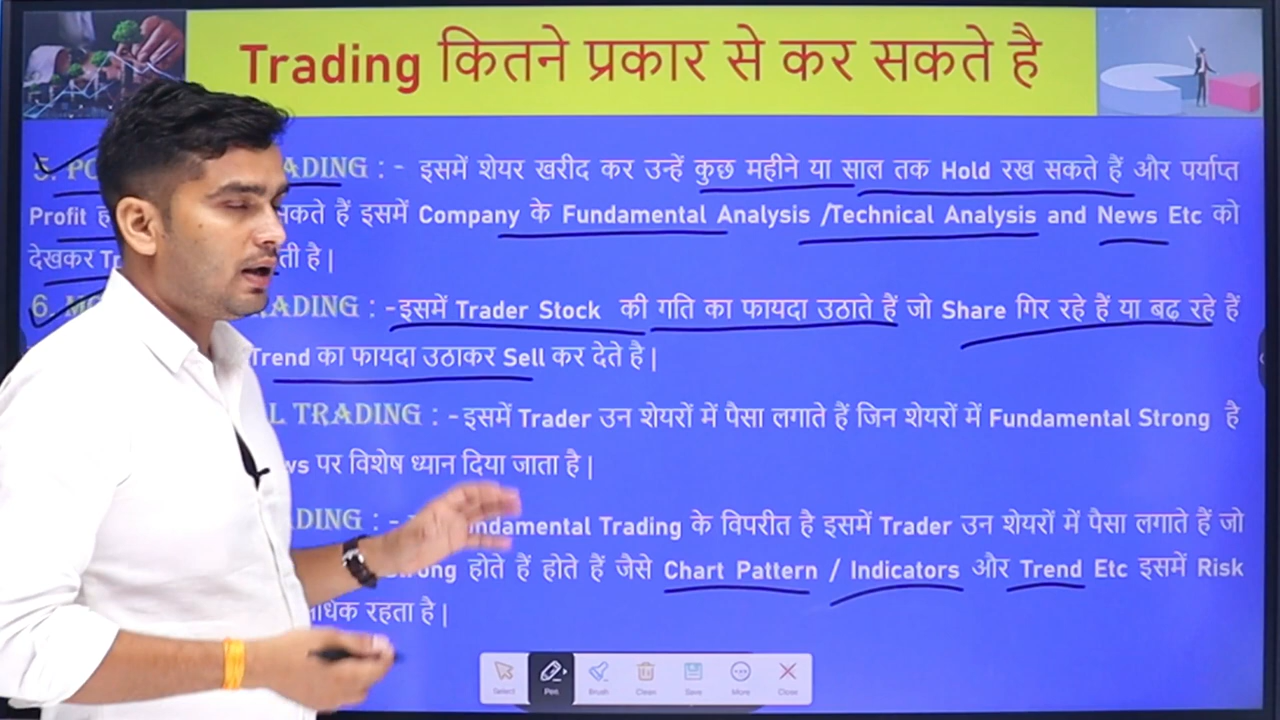 Trading कितने प्रकार से कर सकते है
5. ADING : - इसमें शेयर खरीद कर उन्हें कुछ महीने या साल तक Hold रख सकते हैं और पर्याप्त
Profit सकते हैं इसमें Company के Fundamental Analysis /Technical Analysis and News Etc को
देखकर ती है |
6. ADING : -इसमें Trader Stock की गति का फायदा उठाते हैं जो Share गिर रहे हैं या बढ़ रहे हैं
Trend का फायदा उठाकर Sell कर देते है |
L TRADING : -इसमें Trader उन शेयरों में पैसा लगाते हैं जिन शेयरों में Fundamental Strong है
ws पर विशेष ध्यान दिया जाता है |
DING : - ndamental Trading के विपरीत है इसमें Trader उन शेयरों में पैसा लगाते हैं जो
trong होते हैं होते हैं जैसे Chart Pattern / Indicators और Trend Etc इसमें Risk
रहता है |
Select Pen Brush Clean Save More Close